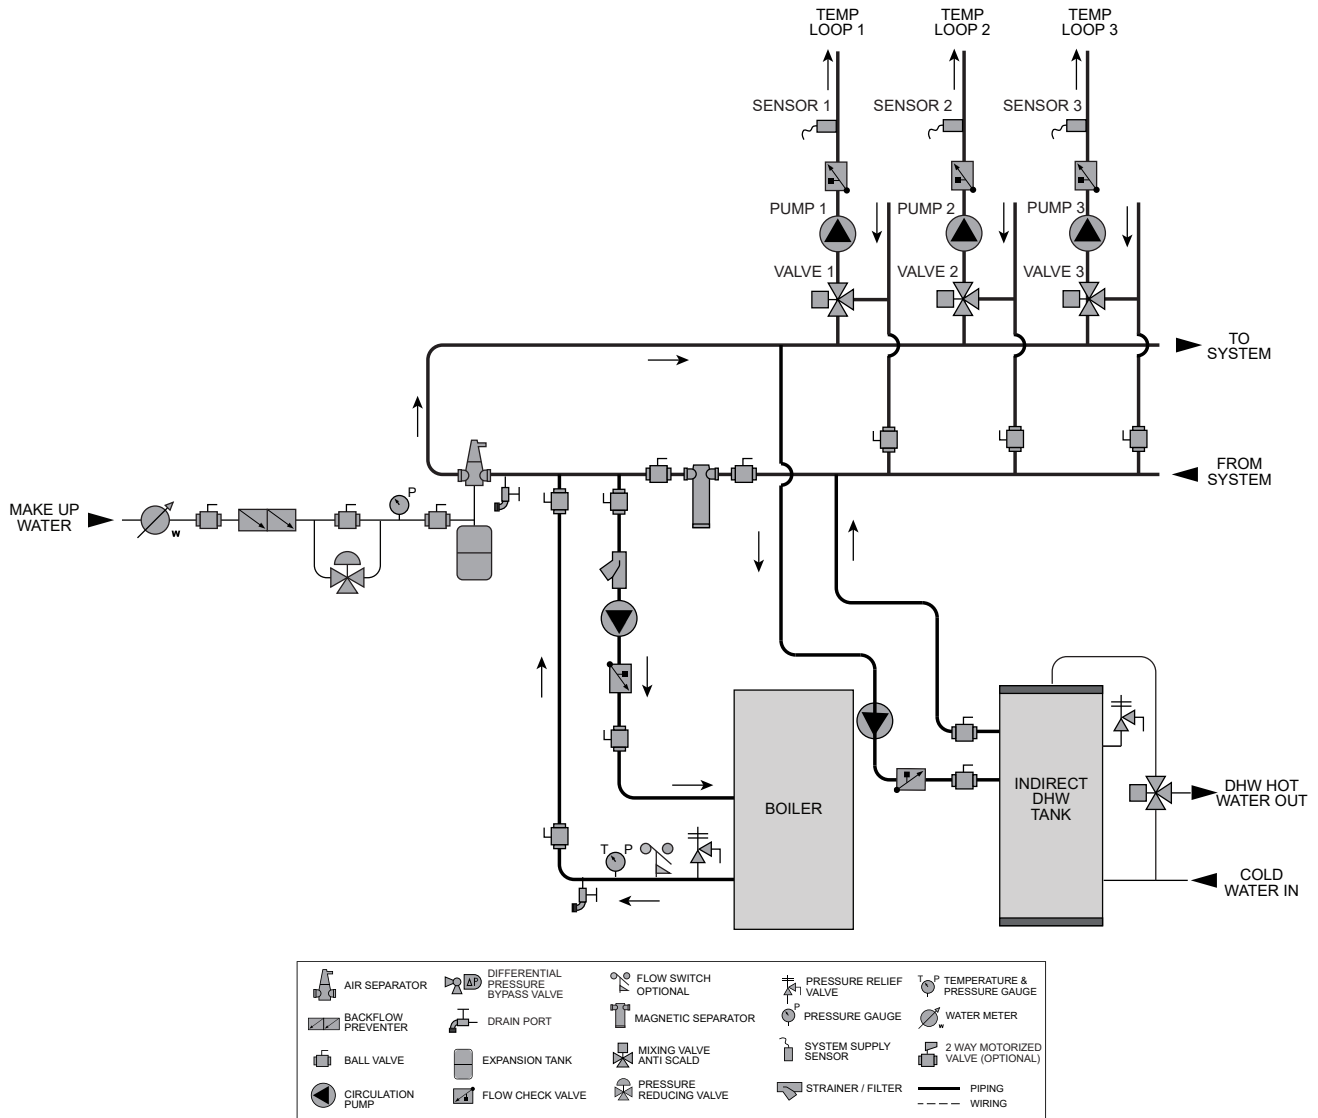 TEMP
LOOP 1
TEMP
LOOP 2
TEMP
LOOP 3
SENSOR 1
SENSOR 2
SENSOR 3
PUMP 1
PUMP 2
PUMP 3
VALVE 1
VALVE 2
VALVE 3
TO
SYSTEM
FROM
SYSTEM
MAKE UP
WATER
W
P
BOILER
T P
INDIRECT
DHW
TANK
DHW HOT
WATER OUT
COLD
WATER IN
AIR SEPARATOR
BACKFLOW
PREVENTER
BALL VALVE
CIRCULATION
PUMP
ΔP
DIFFERENTIAL
PRESSURE
BYPASS VALVE
DRAIN PORT
EXPANSION TANK
FLOW CHECK VALVE
FLOW SWITCH
OPTIONAL
MAGNETIC SEPARATOR
MIXING VALVE
ANTI SCALD
PRESSURE
REDUCING VALVE
PRESSURE RELIEF
VALVE
P
PRESSURE GAUGE
SYSTEM SUPPLY
SENSOR
STRAINER / FILTER
T P
TEMPERATURE &
PRESSURE GAUGE
W
WATER METER
2 WAY MOTORIZED
VALVE (OPTIONAL)
PIPING
WIRING